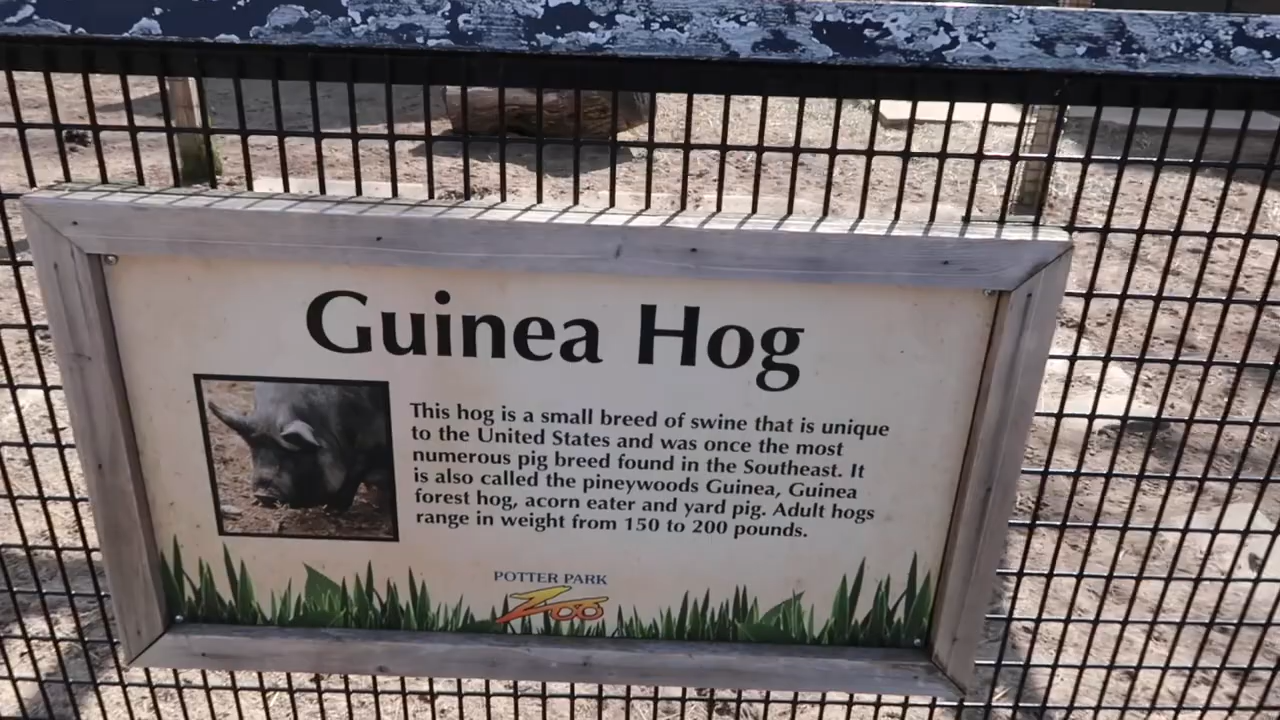 Guinea Hog
This hog is a small breed of swine that is unique
to the United States and was once the most
numerous pig breed found in the Southeast. It
is also called the pineywoods Guinea, Guinea
forest hog, acorn eater and yard pig. Adult hogs
range in weight from 150 to 200 pounds.
POTTER PARK
ZOO